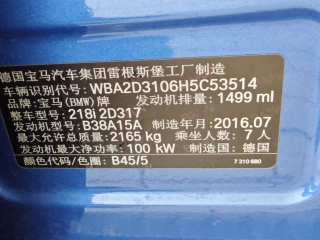 德国宝马汽车集团雷根斯堡工厂制造
车辆识别代号: WBA2D3106H5C53514
品牌: 宝马(BMW)牌 发动机排量: 1499 ml
整车型号: 218i 2D317
发动机型号: B38A15A 制造年月: 2016.07
最大允许总质量: 2165 kg 乘坐人数: 7 人
发动机最大净功率: 100 kW 制造国: 德国
颜色代码/色圈: B45/5 7 310 690